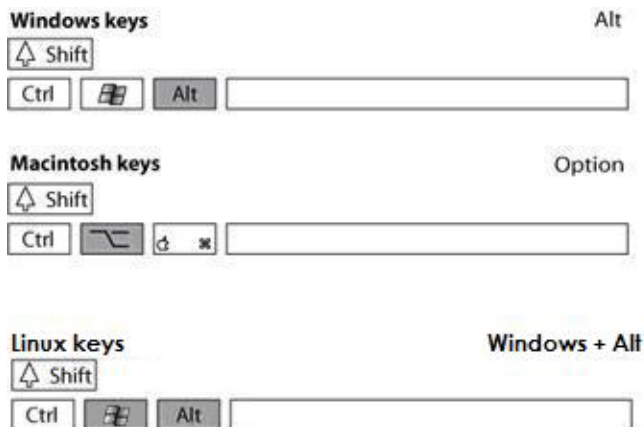 Windows keys Alt
Shift
Ctrl Alt
Macintosh keys Option
Shift
Ctrl
Linux keys Windows + Alt
Shift
Ctrl Alt